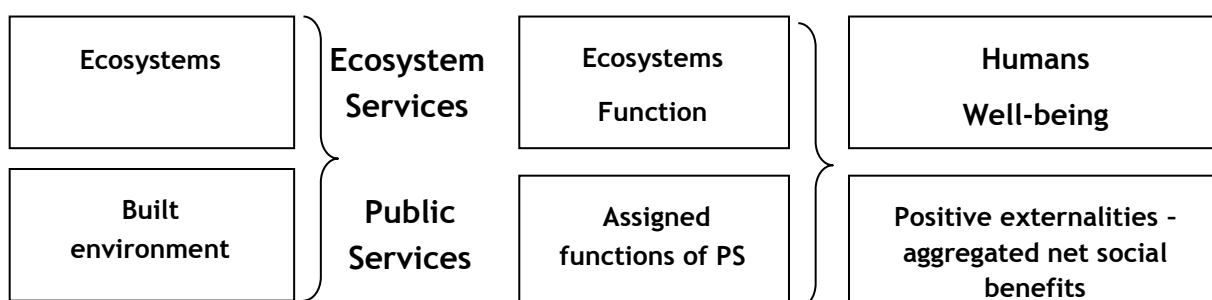 Ecosystems
Built
environment
Ecosystem
Services
Public
Services
Ecosystems
Function
Assigned
functions of PS
Humans
Well-being
Positive externalities –
aggregated net social
benefits